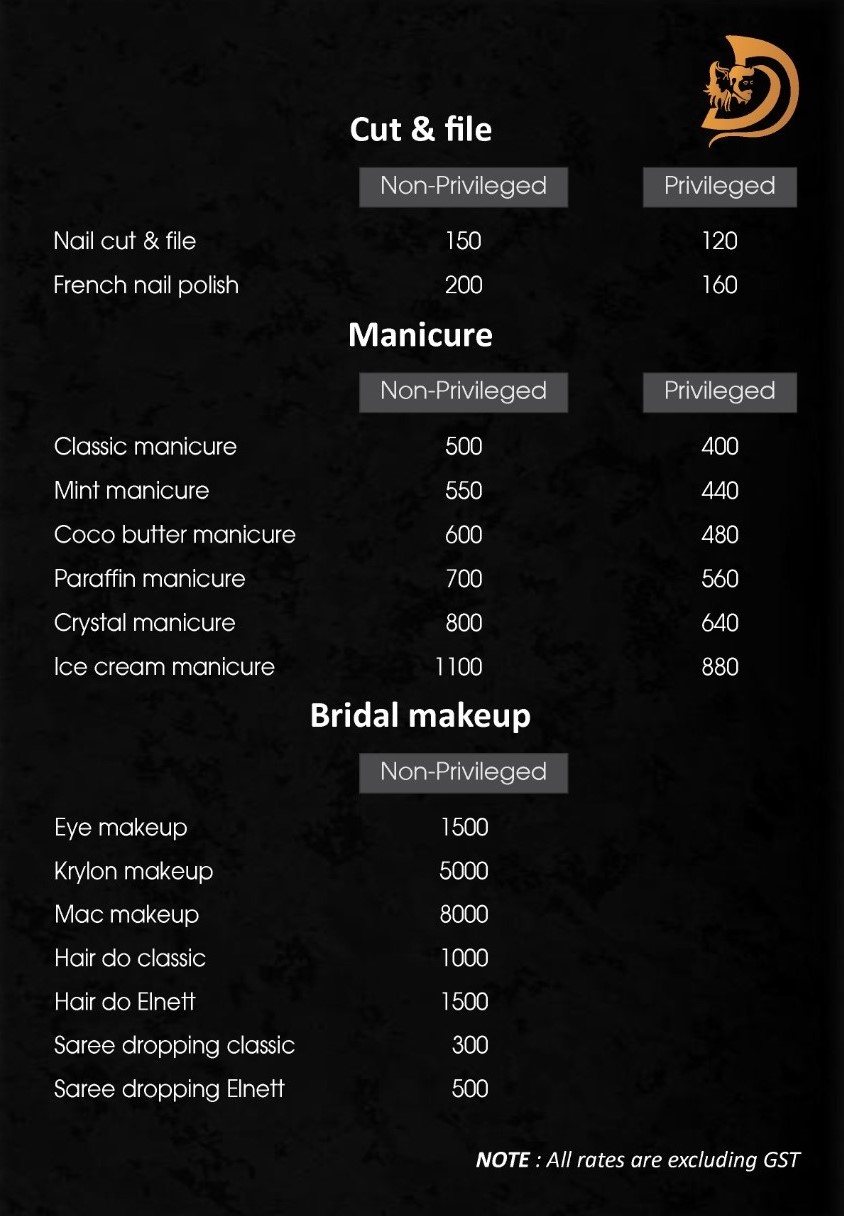 Cut & file
Non-Privileged Privileged
Nail cut & file 150 120
French nail polish 200 160
Manicure
Non-Privileged Privileged
Classic manicure 500 400
Mint manicure 550 440
Coco butter manicure 600 480
Paraffin manicure 700 560
Crystal manicure 800 640
Ice cream manicure 1100 880
Bridal makeup
Non-Privileged
Eye makeup 1500
Krylon makeup 5000
Mac makeup 8000
Hair do classic 1000
Hair do Elnett 1500
Saree dropping classic 300
Saree dropping Elnett 500
NOTE : All rates are excluding GST